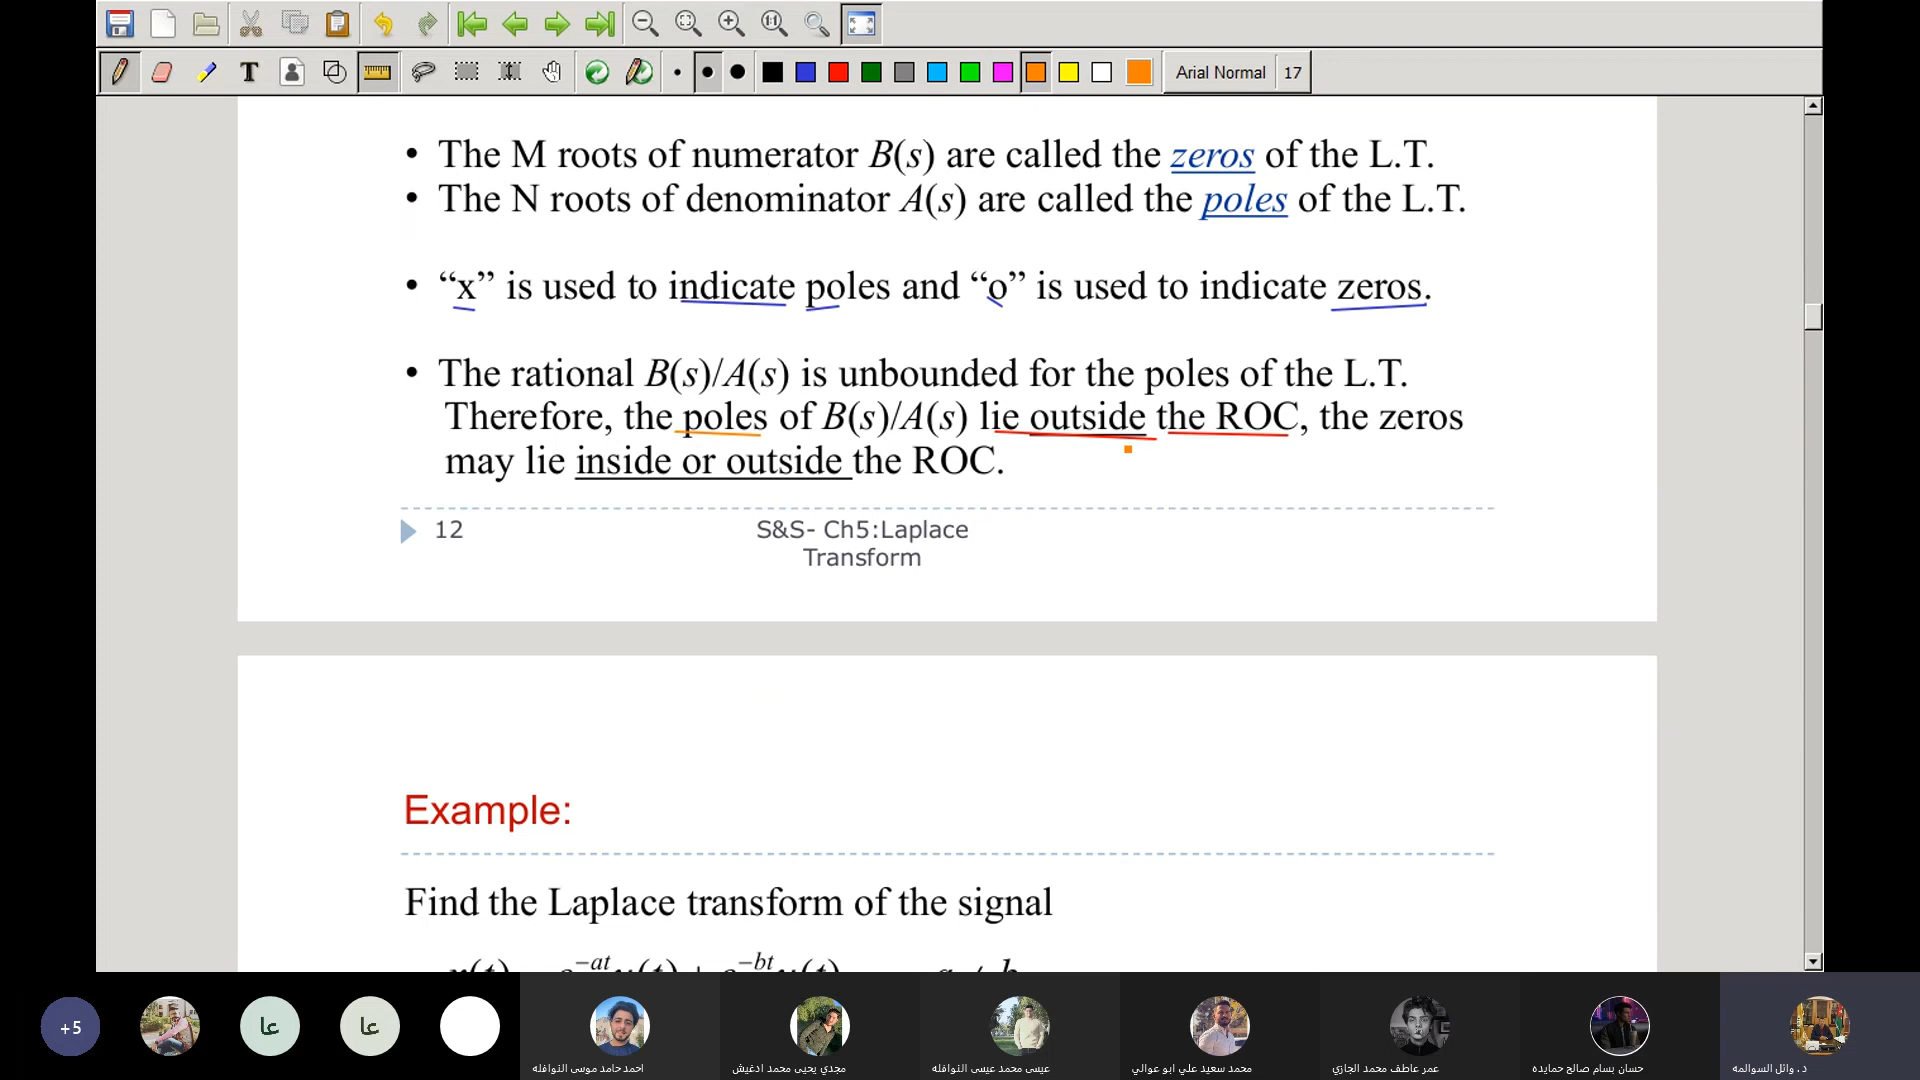 T
Arial Normal 17
• The M roots of numerator B(s) are called the zeros of the L.T.
• The N roots of denominator A(s) are called the poles of the L.T.
• “x” is used to indicate poles and “o” is used to indicate zeros.
• The rational B(s)/A(s) is unbounded for the poles of the L.T.
Therefore, the poles of B(s)/A(s) lie outside the ROC, the zeros
may lie inside or outside the ROC.
12
S&S- Ch5:Laplace
Transform
Example:
Find the Laplace transform of the signal
+5
عا
عا
احمد حامد موسى النوافله
مجدي يحيى محمد ادغيش
عيسى محمد عيسى النوافله
محمد سعيد علي ابو عوالي
عمر عاطف محمد الجازي
حسان بسام صالح حمايده
د. وائل السوالمه